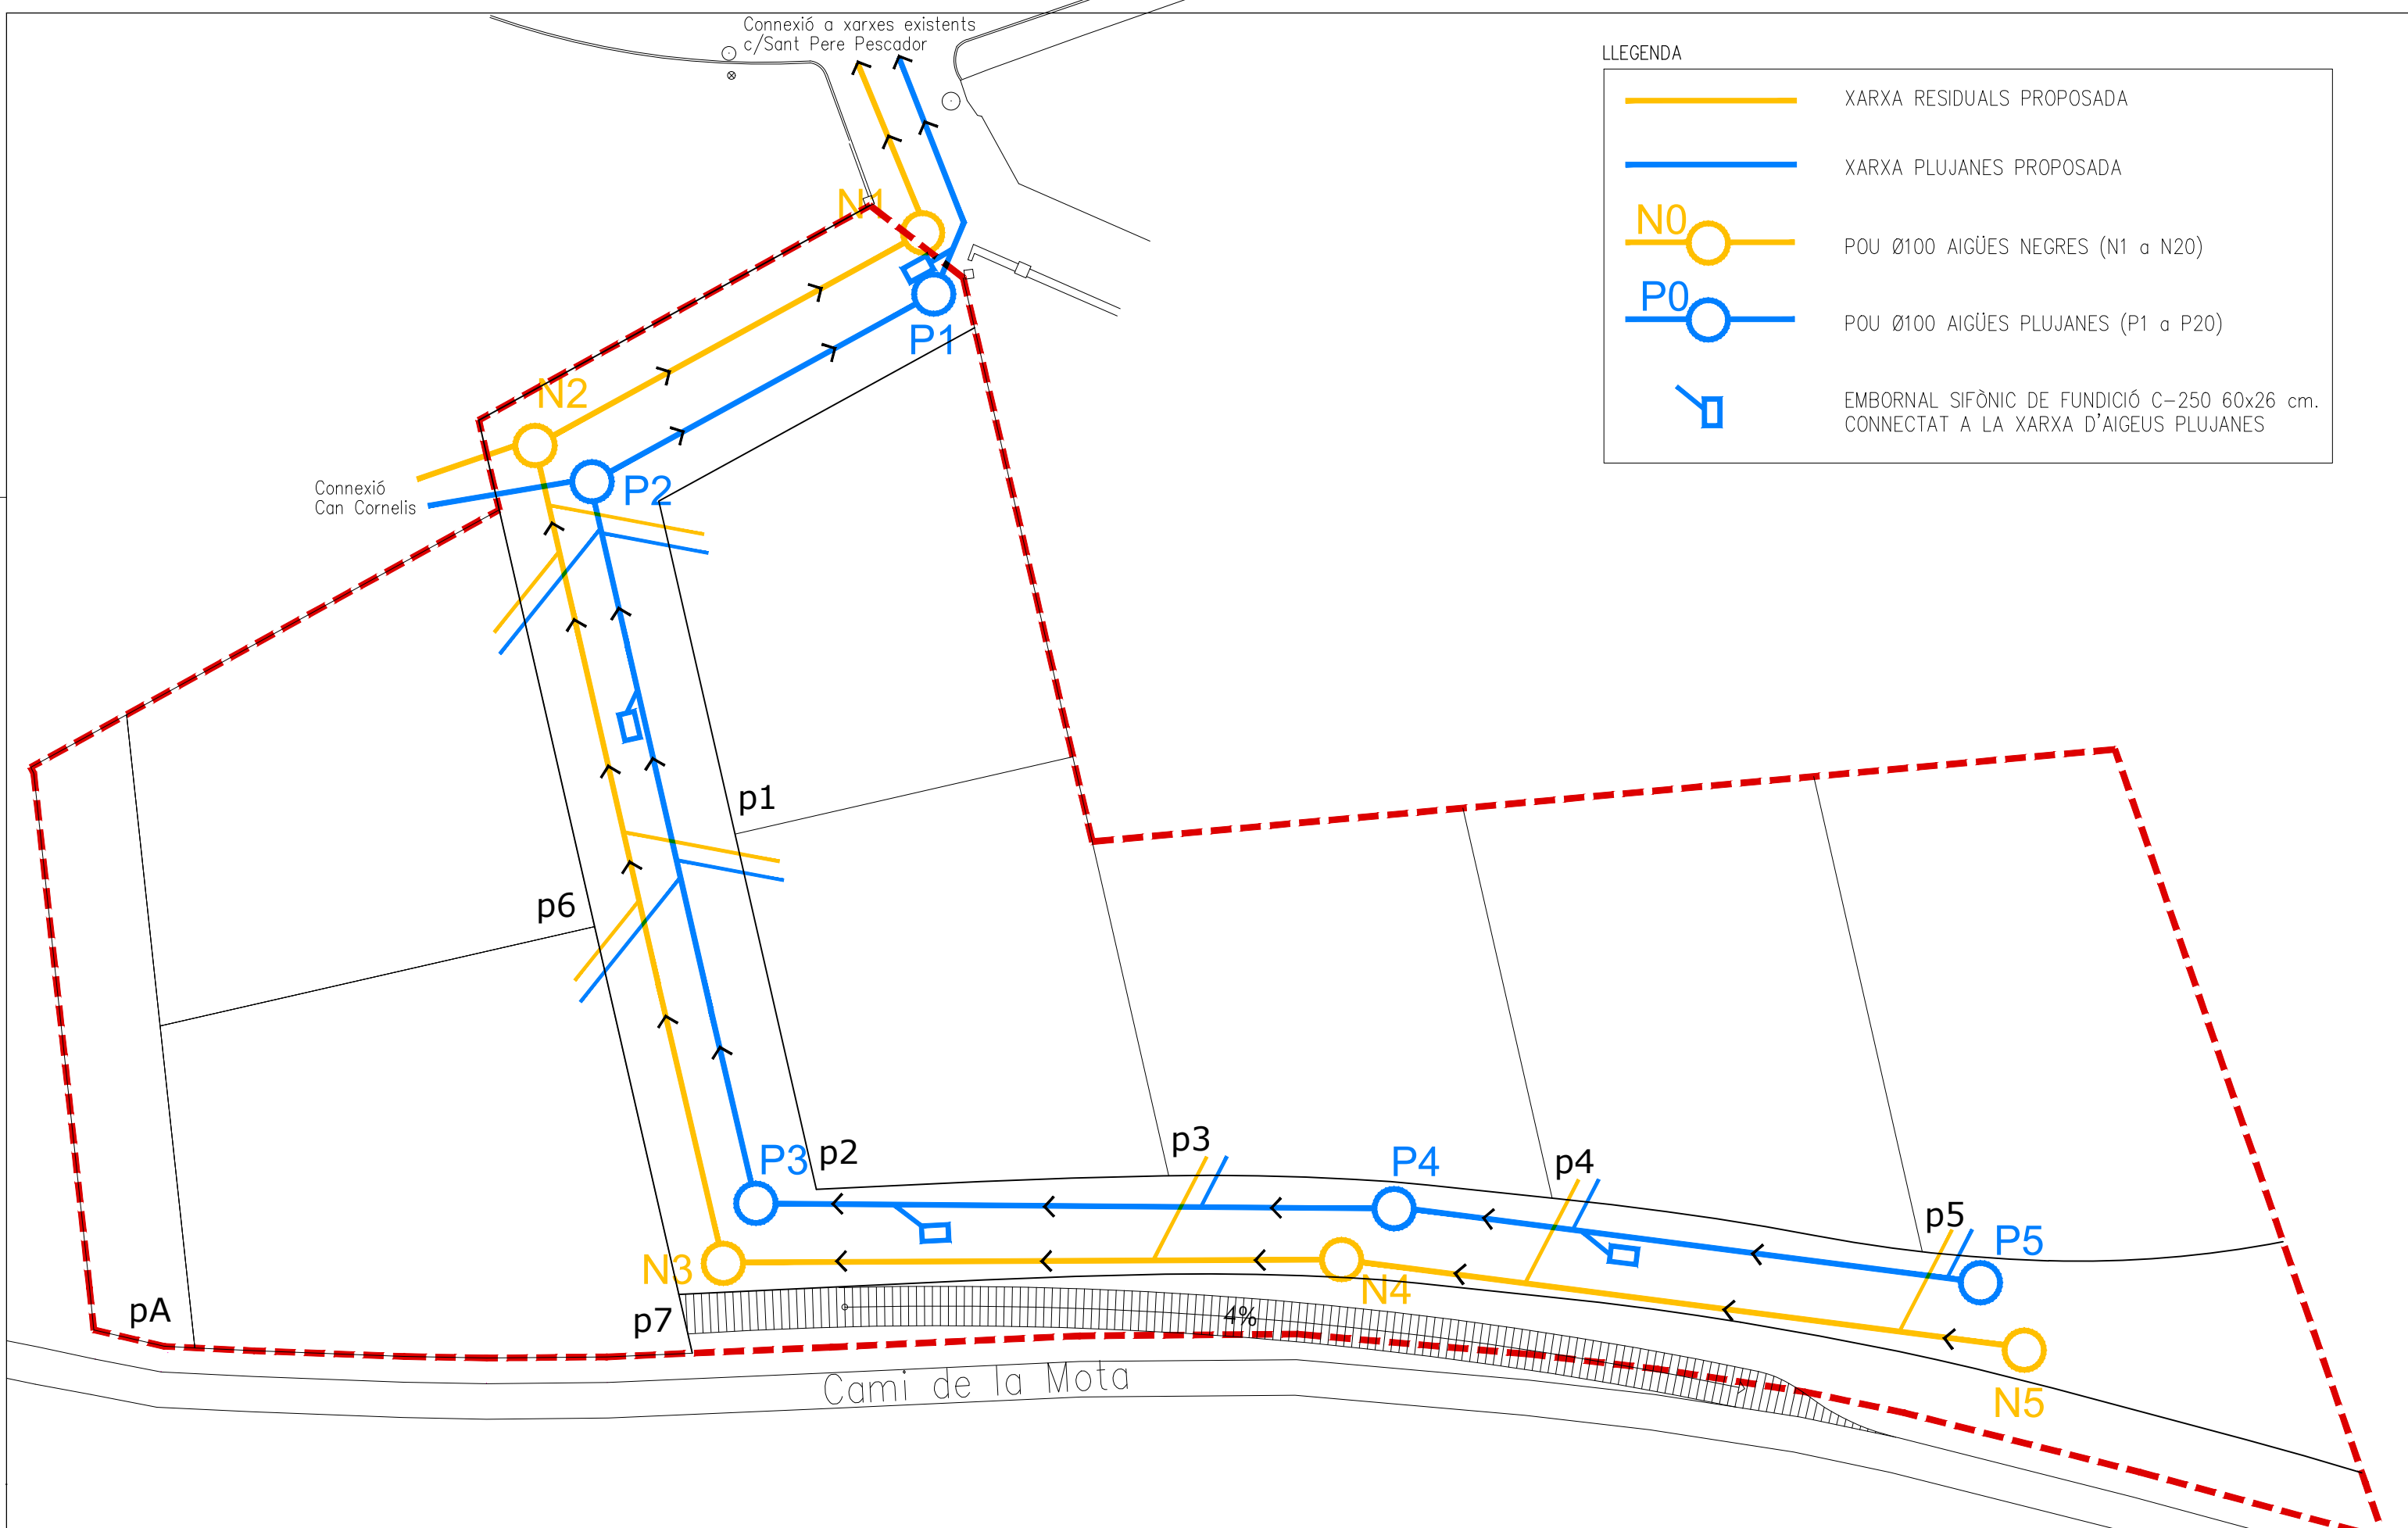 Connexió a xarxes existents
c/Sant Pere Pescador
LLEGENDA
XARXA RESIDUALS PROPOSADA
XARXA PLUJANES PROPOSADA
N0
POU Ø100 AIGÜES NEGRES (N1 a N20)
P0
POU Ø100 AIGÜES PLUJANES (P1 a P20)
EMBORNAL SIFÒNIC DE FUNDICIÓ C-250 60x26 cm.
CONNECTAT A LA XARXA D'AIGEUS PLUJANES
N1
P1
N2
P2
Connexió
Can Cornelis
p1
p6
p2
P3
p3
P4
p4
p5
P5
N3
N4
N5
pA
p7
4%
Cami de la Mota